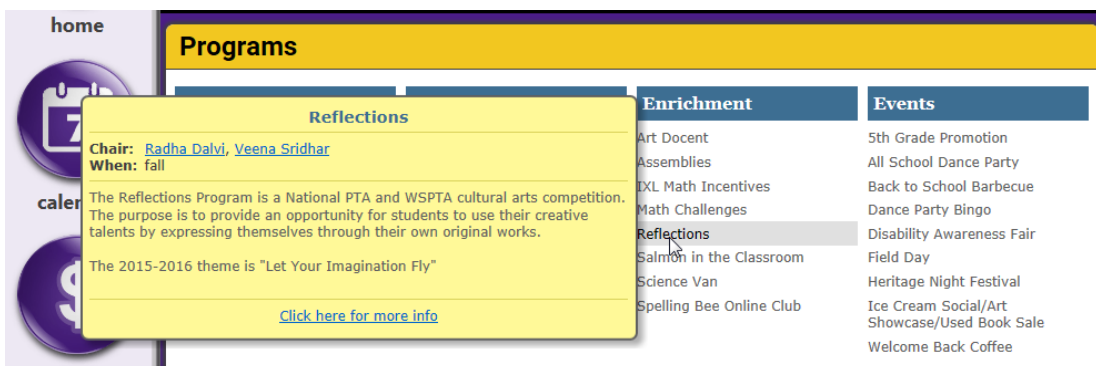 home
Programs
7
caler
$
Reflections
Chair: Radha Dalvi, Veena Sridhar
When: fall
The Reflections Program is a National PTA and WSPTA cultural arts competition.
The purpose is to provide an opportunity for students to use their creative
talents by expressing themselves through their own original works.
The 2015-2016 theme is "Let Your Imagination Fly"
Click here for more info
Enrichment
Art Docent
Assemblies
IXL Math Incentives
Math Challenges
Reflections
Salmon in the Classroom
Science Van
Spelling Bee Online Club
Events
5th Grade Promotion
All School Dance Party
Back to School Barbecue
Dance Party Bingo
Disability Awareness Fair
Field Day
Heritage Night Festival
Ice Cream Social/Art
Showcase/Used Book Sale
Welcome Back Coffee